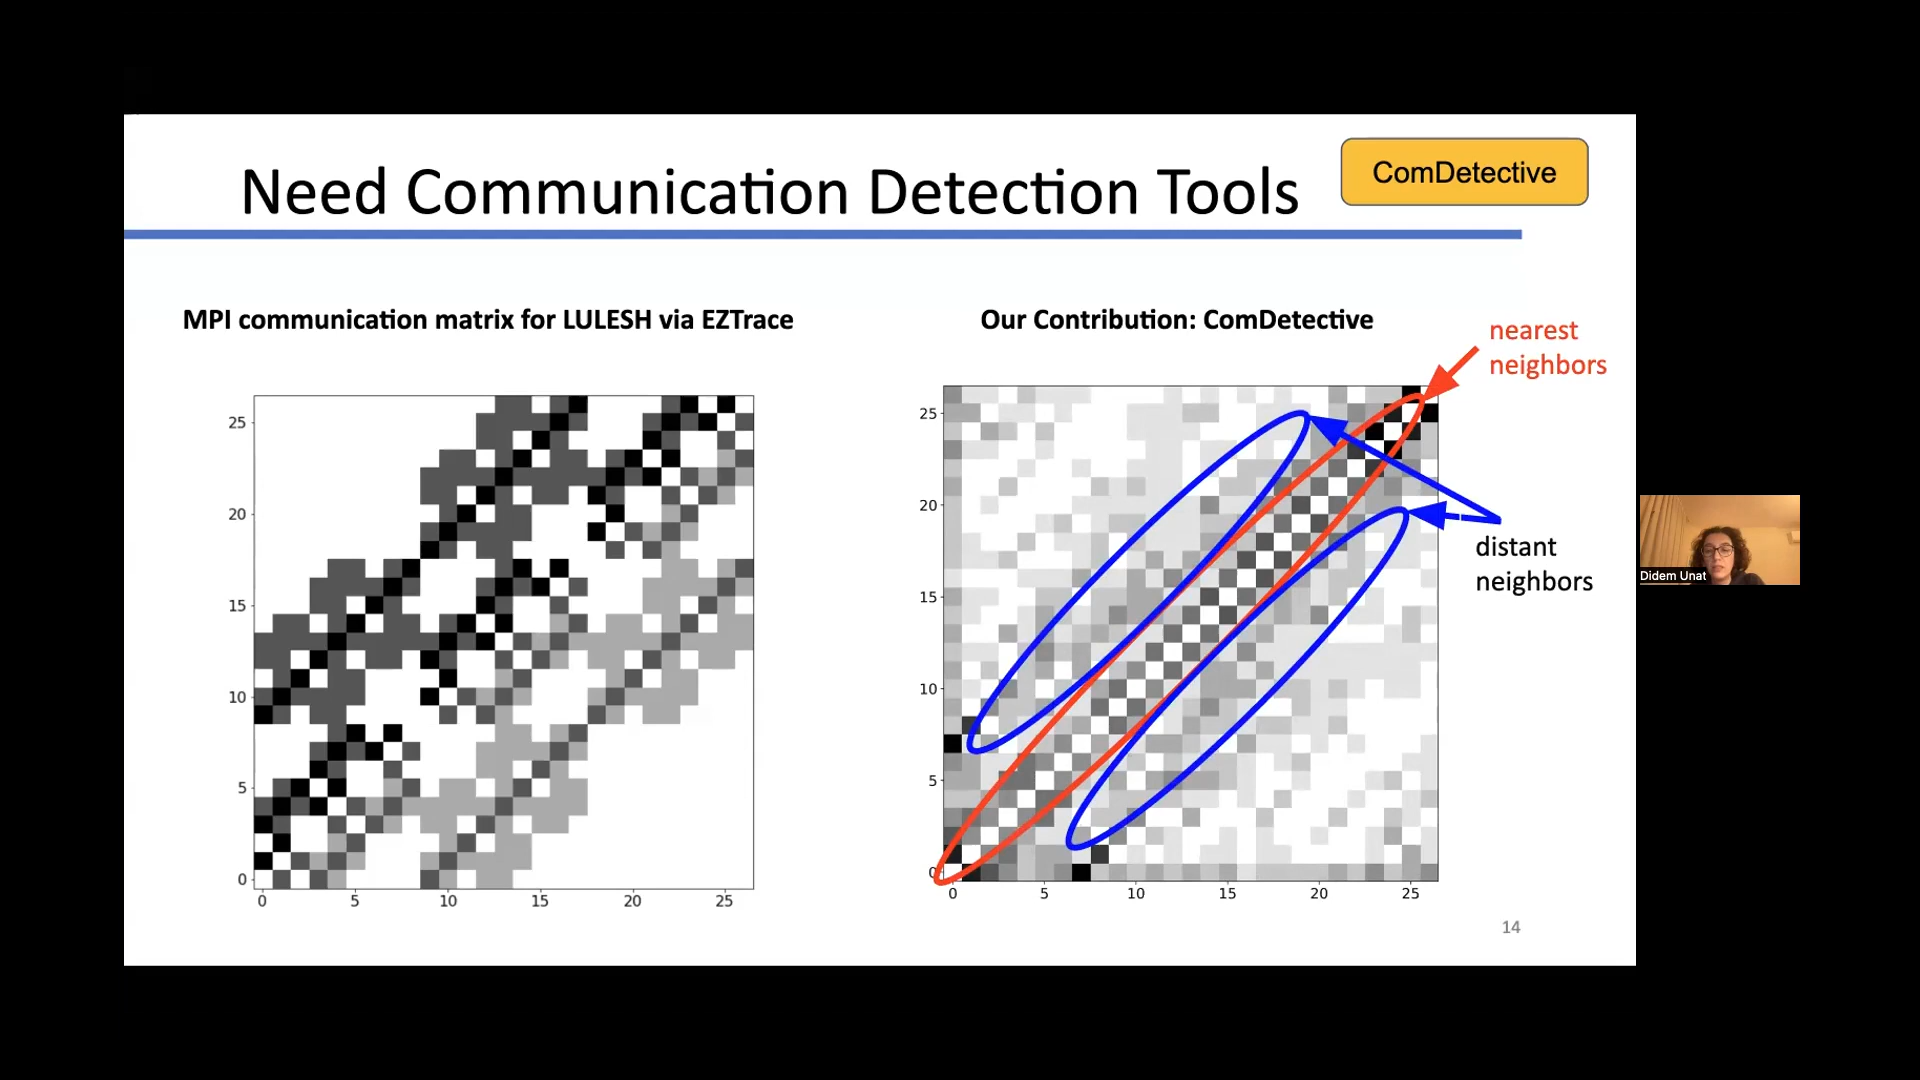 Need Communication Detection Tools
ComDetective
MPI communication matrix for LULESH via EZTrace
Our Contribution: ComDetective
nearest
neighbors
distant
neighbors
25
20
15
10
5
0
0 5 10 15 20 25
25
20
15
10
5
0
0 5 10 15 20 25
14
Didem Unat